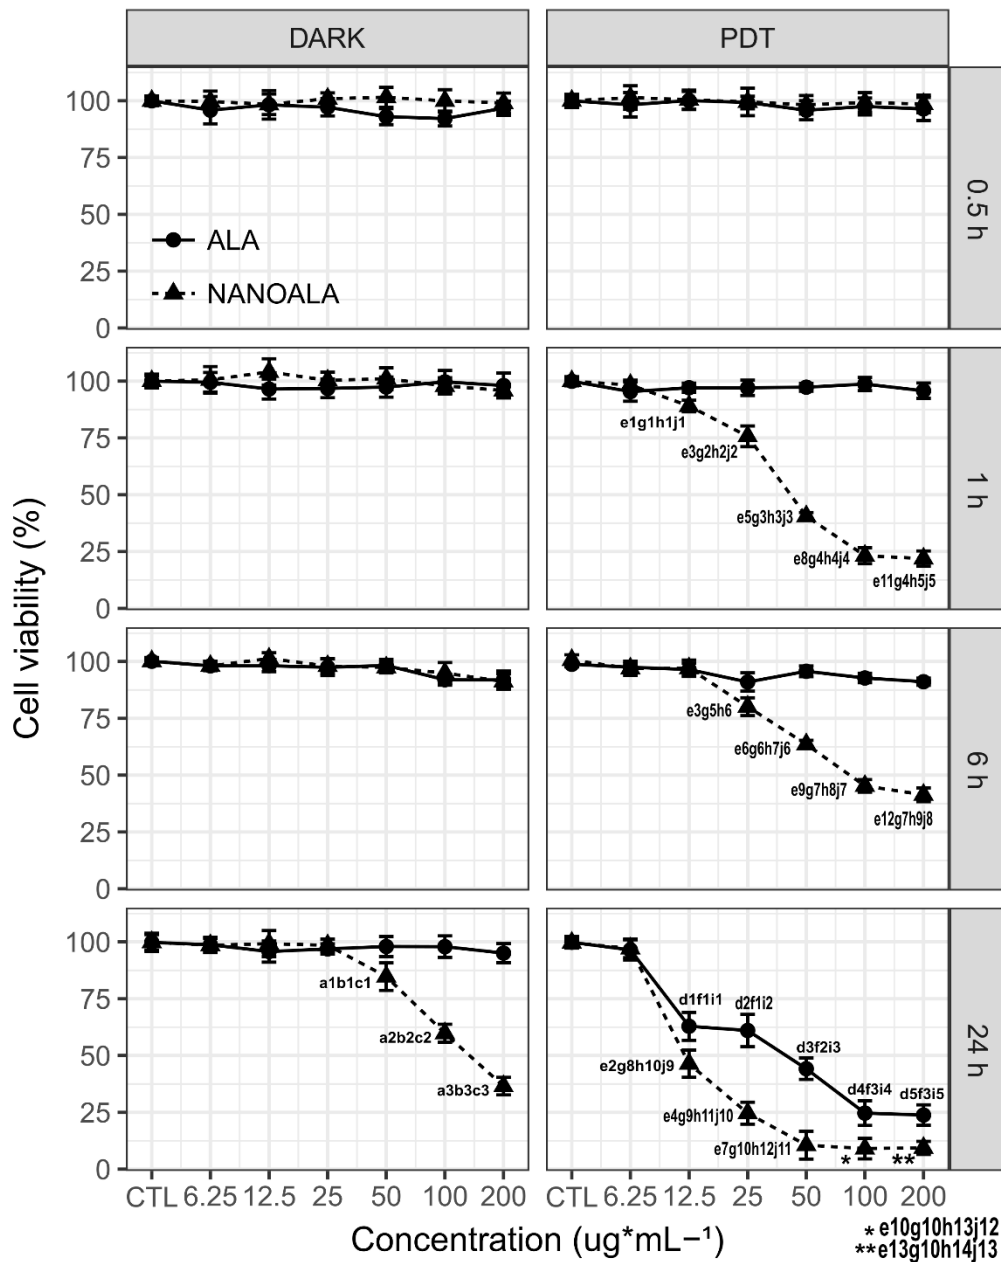 DARK
PDT
100
75
50
25
0
ALA
NANOALA
0.5 h
100
75
50
25
0
e1g1h1j1
e3g2h2j2
e5g3h3j3
e8g4h4j4
e11g4h5j5
1 h
Cell viability (%)
100
75
50
25
0
e3g5h6
e6g6h7j6
e9g7h8j7
e12g7h9j8
6 h
100
75
50
25
0
a1b1c1
a2b2c2
a3b3c3
d1f1i1
d2f1i2
d3f2i3
d4f3i4
d5f3i5
e2g8h10j9
e4g9h11j10
e7g10h12j11
*
**
24 h
CTL 6.25 12.5 25 50 100 200
CTL 6.25 12.5 25 50 100 200
Concentration (ug*mL−¹)
* e10g10h13j12
**e13g10h14j13